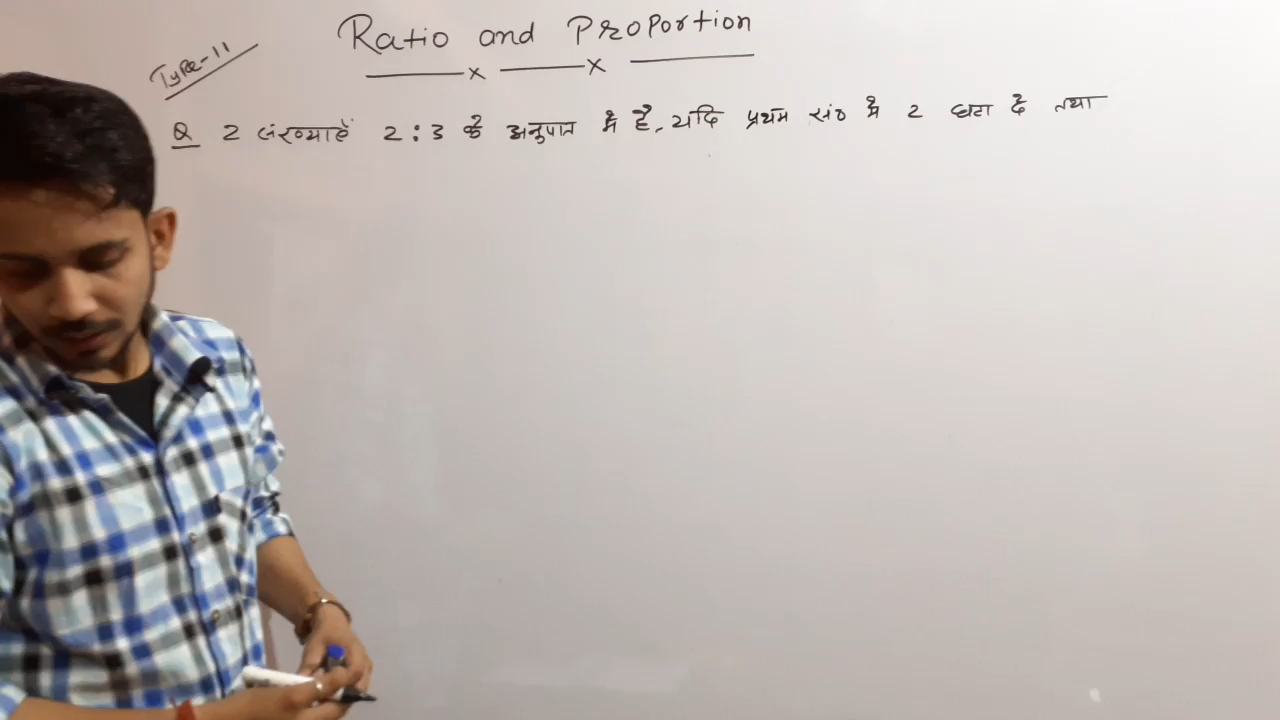 Ratio and Proportion
Type-11
Q 2 संख्याएँ 2:3 के अनुपात में हैं, यदि प्रथम सं० में 2 घटा दे तथा